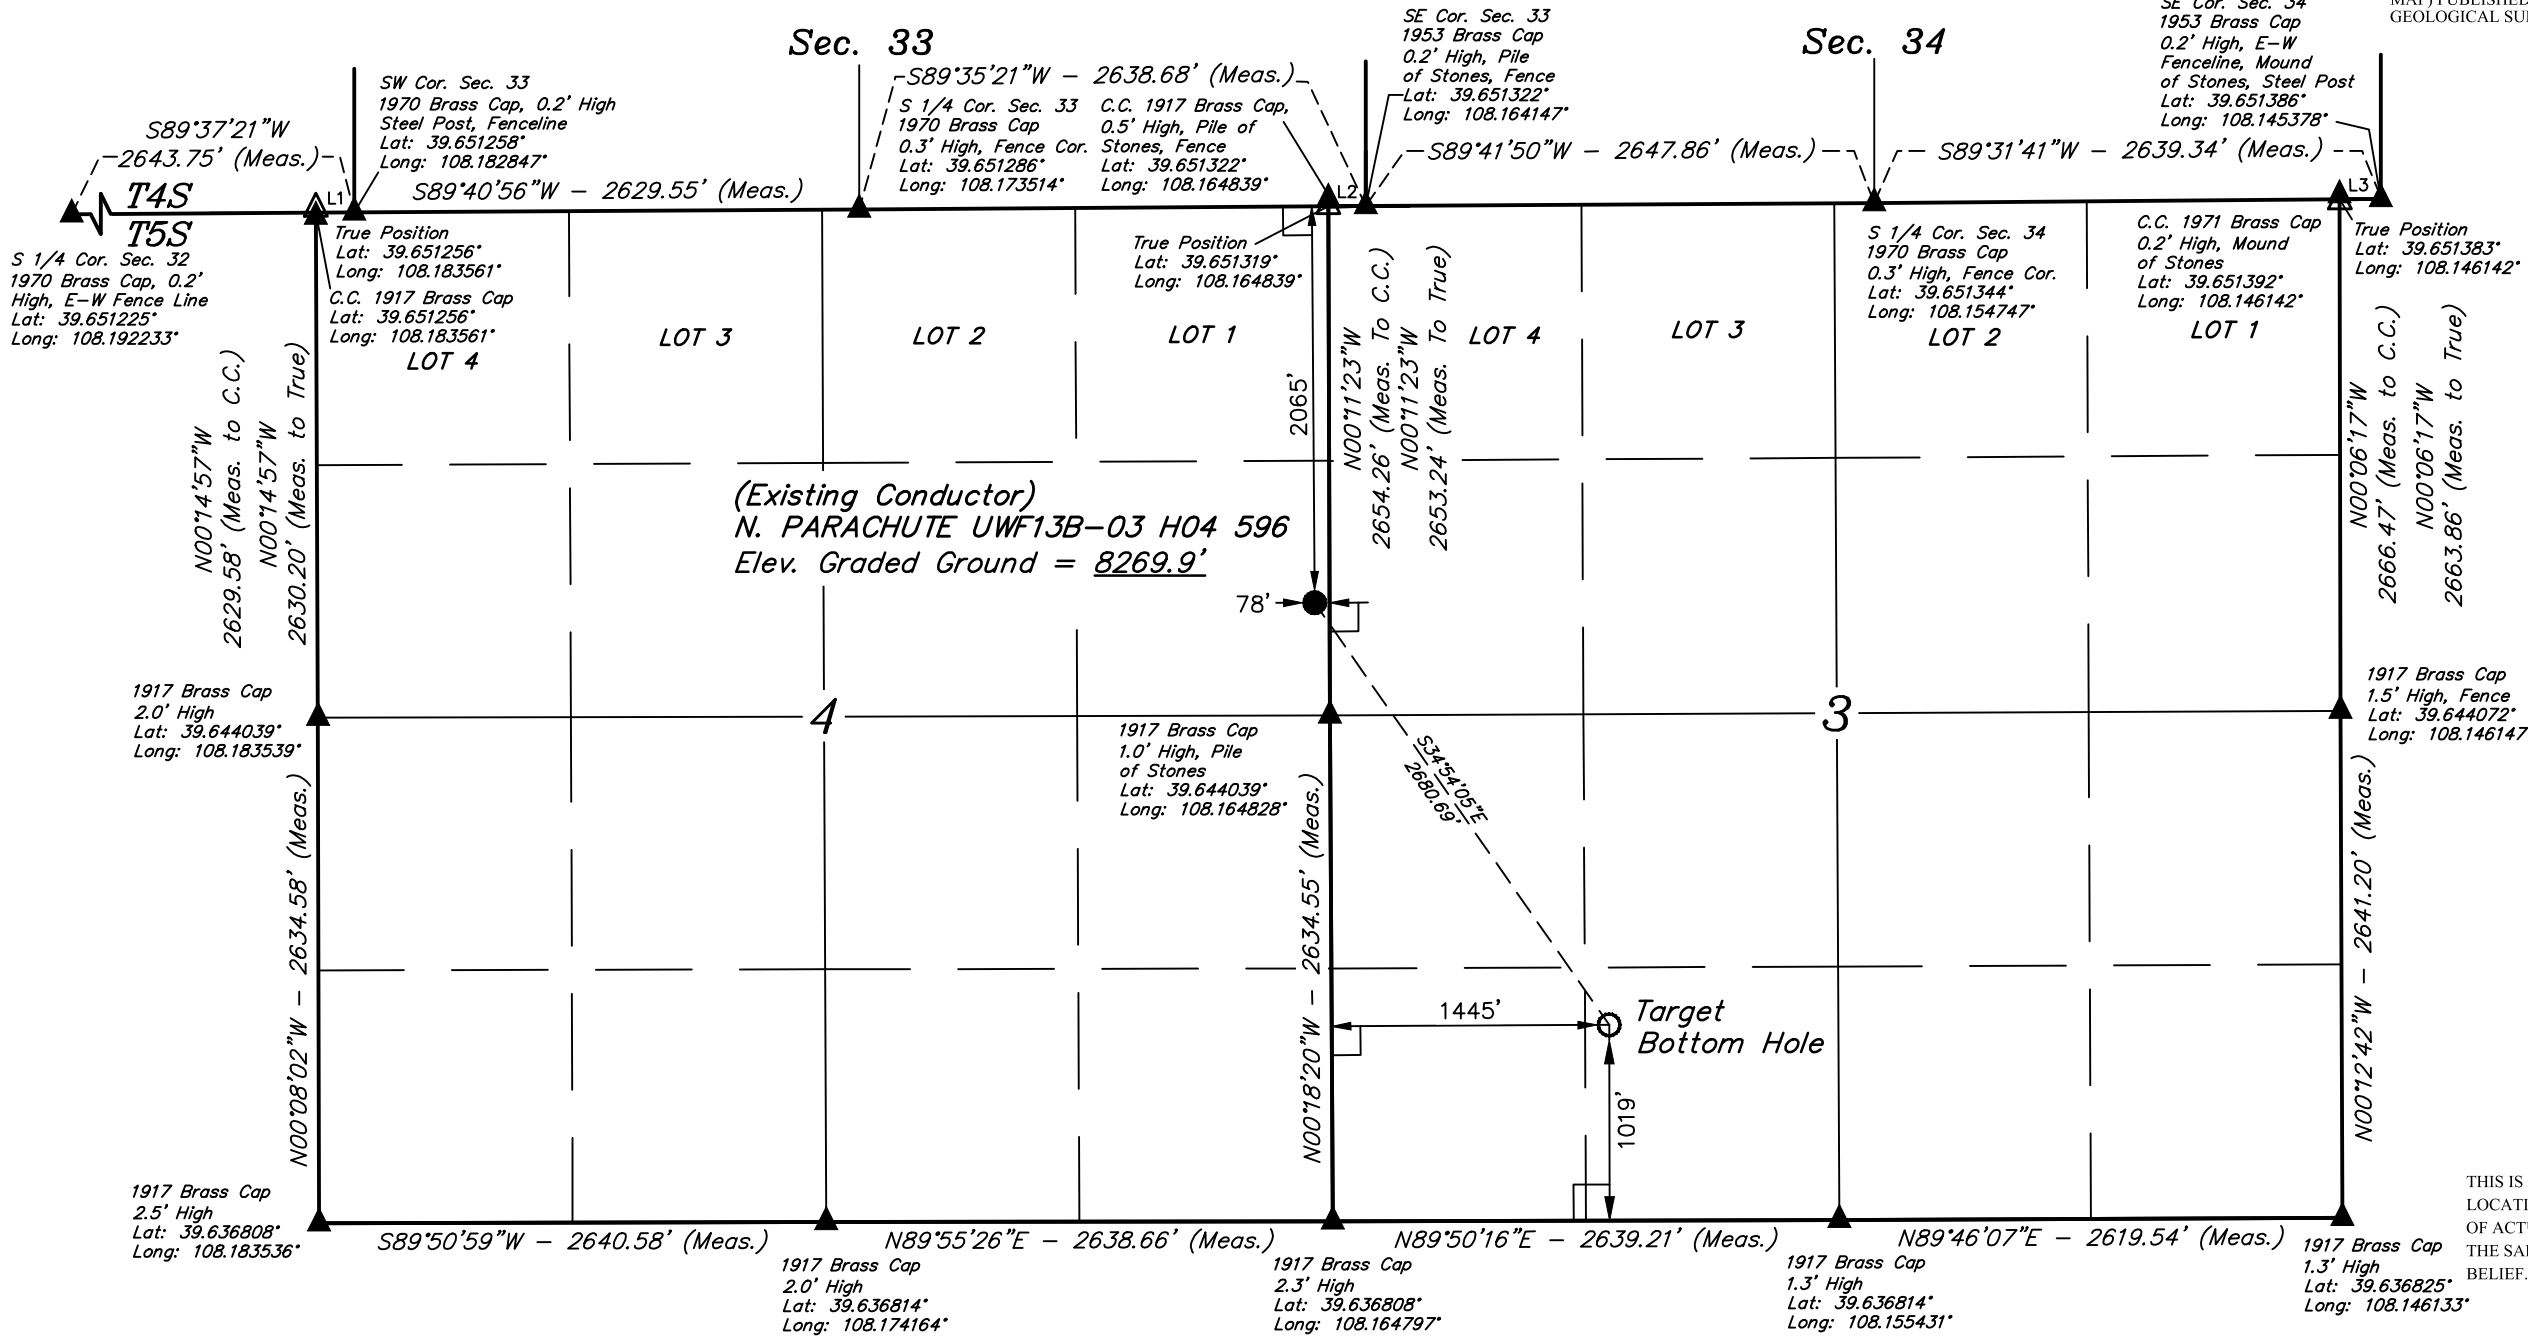 MAP) PUBLISHED
GEOLOGICAL
Sec. 33
Sec. 34
SE Cor. Sec. 33
1953 Brass Cap
0.2' High, Pile
of Stones, Fence
Lat: 39.651322°
Long: 108.164147°
SE Cor. Sec. 34
1953 Brass Cap
0.2' High, E-W
Fenceline, Mound
of Stones, Steel Post
Lat: 39.651386°
Long: 108.145378°
SW Cor. Sec. 33
1970 Brass Cap, 0.2' High
Steel Post, Fenceline
Lat: 39.651258°
Long: 108.182847°
S89°35'21"W - 2638.68' (Meas.)
S 1/4 Cor. Sec. 33
1970 Brass Cap
0.3' High, Fence Cor.
Lat: 39.651286°
Long: 108.173514°
C.C. 1917 Brass Cap,
0.5' High, Pile of
Stones, Fence
Lat: 39.651322°
Long: 108.164839°
S89°37'21"W
2643.75' (Meas.)
S89°40'56"W - 2629.55' (Meas.)
S89°41'50"W - 2647.86' (Meas.)
S89°31'41"W - 2639.34' (Meas.)
T4S
T5S
L1
L2
L3
S 1/4 Cor. Sec. 32
1970 Brass Cap, 0.2'
High, E-W Fence Line
Lat: 39.651225°
Long: 108.192233°
True Position
Lat: 39.651256°
Long: 108.183561°
C.C. 1917 Brass Cap
Lat: 39.651256°
Long: 108.183561°
True Position
Lat: 39.651319°
Long: 108.164839°
S 1/4 Cor. Sec. 34
1970 Brass Cap
0.3' High, Fence Cor.
Lat: 39.651344°
Long: 108.154747°
C.C. 1971 Brass Cap
0.2' High, Mound
of Stones
Lat: 39.651392°
Long: 108.146142°
True Position
Lat: 39.651383°
Long: 108.146142°
LOT 4
LOT 3
LOT 2
LOT 1
LOT 4
LOT 3
LOT 2
LOT 1
N00°14'57"W
2629.58' (Meas. to C.C.)
N00°14'57"W
2630.20' (Meas. to True)
2065'
N00°11'23"W
2654.26' (Meas. To C.C.)
N00°11'23"W
2653.24' (Meas. To True)
N00°06'17"W
2666.47' (Meas. to C.C.)
N00°06'17"W
2663.86' (Meas. to True)
(Existing Conductor)
N. PARACHUTE UWF13B-03 H04 596
Elev. Graded Ground = 8269.9'
78'
1917 Brass Cap
2.0' High
Lat: 39.644039°
Long: 108.183539°
4
3
1917 Brass Cap
1.0' High, Pile
of Stones
Lat: 39.644039°
Long: 108.164828°
1917 Brass Cap
1.5' High, Fence
Lat: 39.644072°
Long: 108.146147
S34°54'05"E
2680.69'
N00°08'02"W - 2634.58' (Meas.)
N00°18'20"W - 2634.55' (Meas.)
N00°12'42"W - 2641.20' (Meas.)
1445'
Target
Bottom Hole
1019'
1917 Brass Cap
2.5' High
Lat: 39.636808°
Long: 108.183536°
S89°50'59"W - 2640.58' (Meas.)
N89°55'26"E - 2638.66' (Meas.)
N89°50'16"E - 2639.21' (Meas.)
N89°46'07"E - 2619.54' (Meas.)
1917 Brass Cap
2.0' High
Lat: 39.636814°
Long: 108.174164°
1917 Brass Cap
2.3' High
Lat: 39.636808°
Long: 108.164797°
1917 Brass Cap
1.3' High
Lat: 39.636814°
Long: 108.155431°
1917 Brass Cap
1.3' High
Lat: 39.636825°
Long: 108.146133°
THIS IS
LOCATI
OF ACT
THE SA
BELIEF.